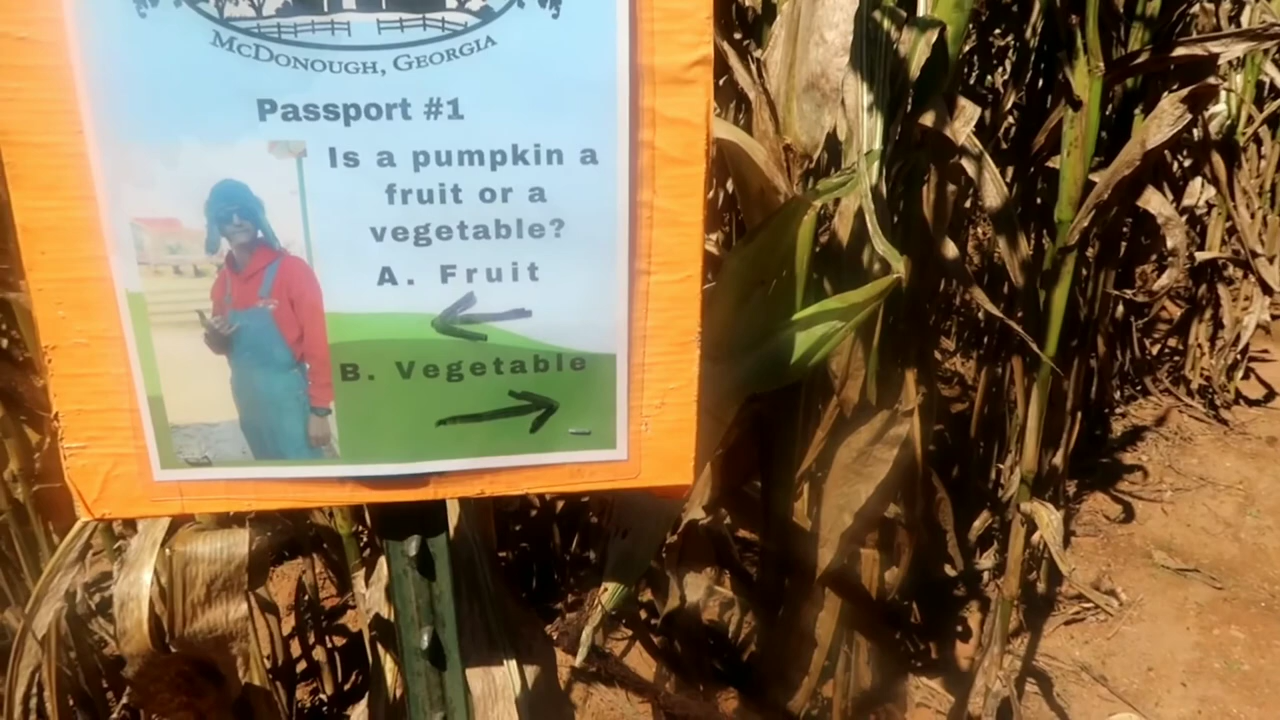 McDonough, Georgia
Passport #1
Is a pumpkin a
fruit or a
vegetable?
A. Fruit
B. Vegetable